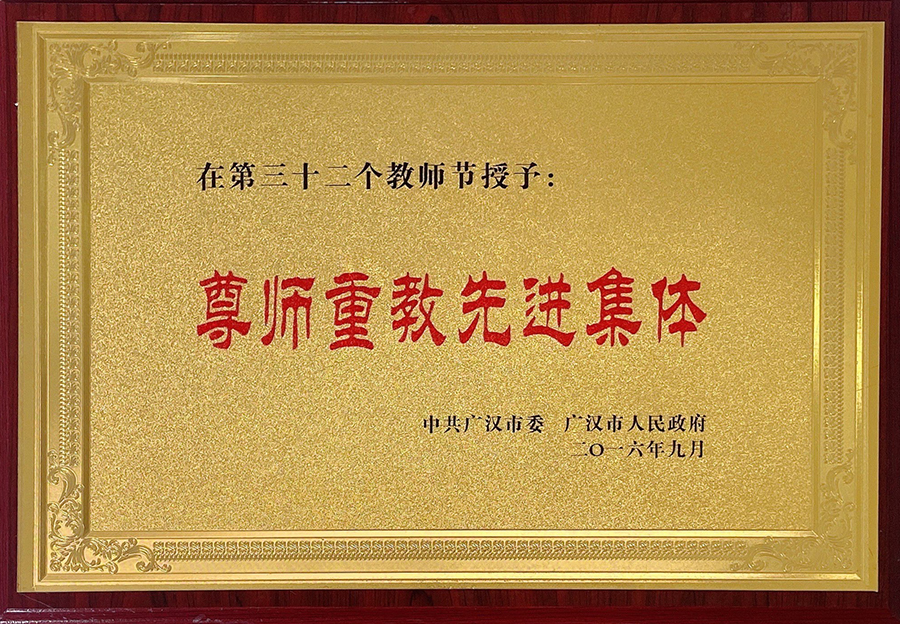 在第三十二个教师节授予：
尊师重教先进集体
中共广汉市委 广汉市人民政府
二〇一六年九月